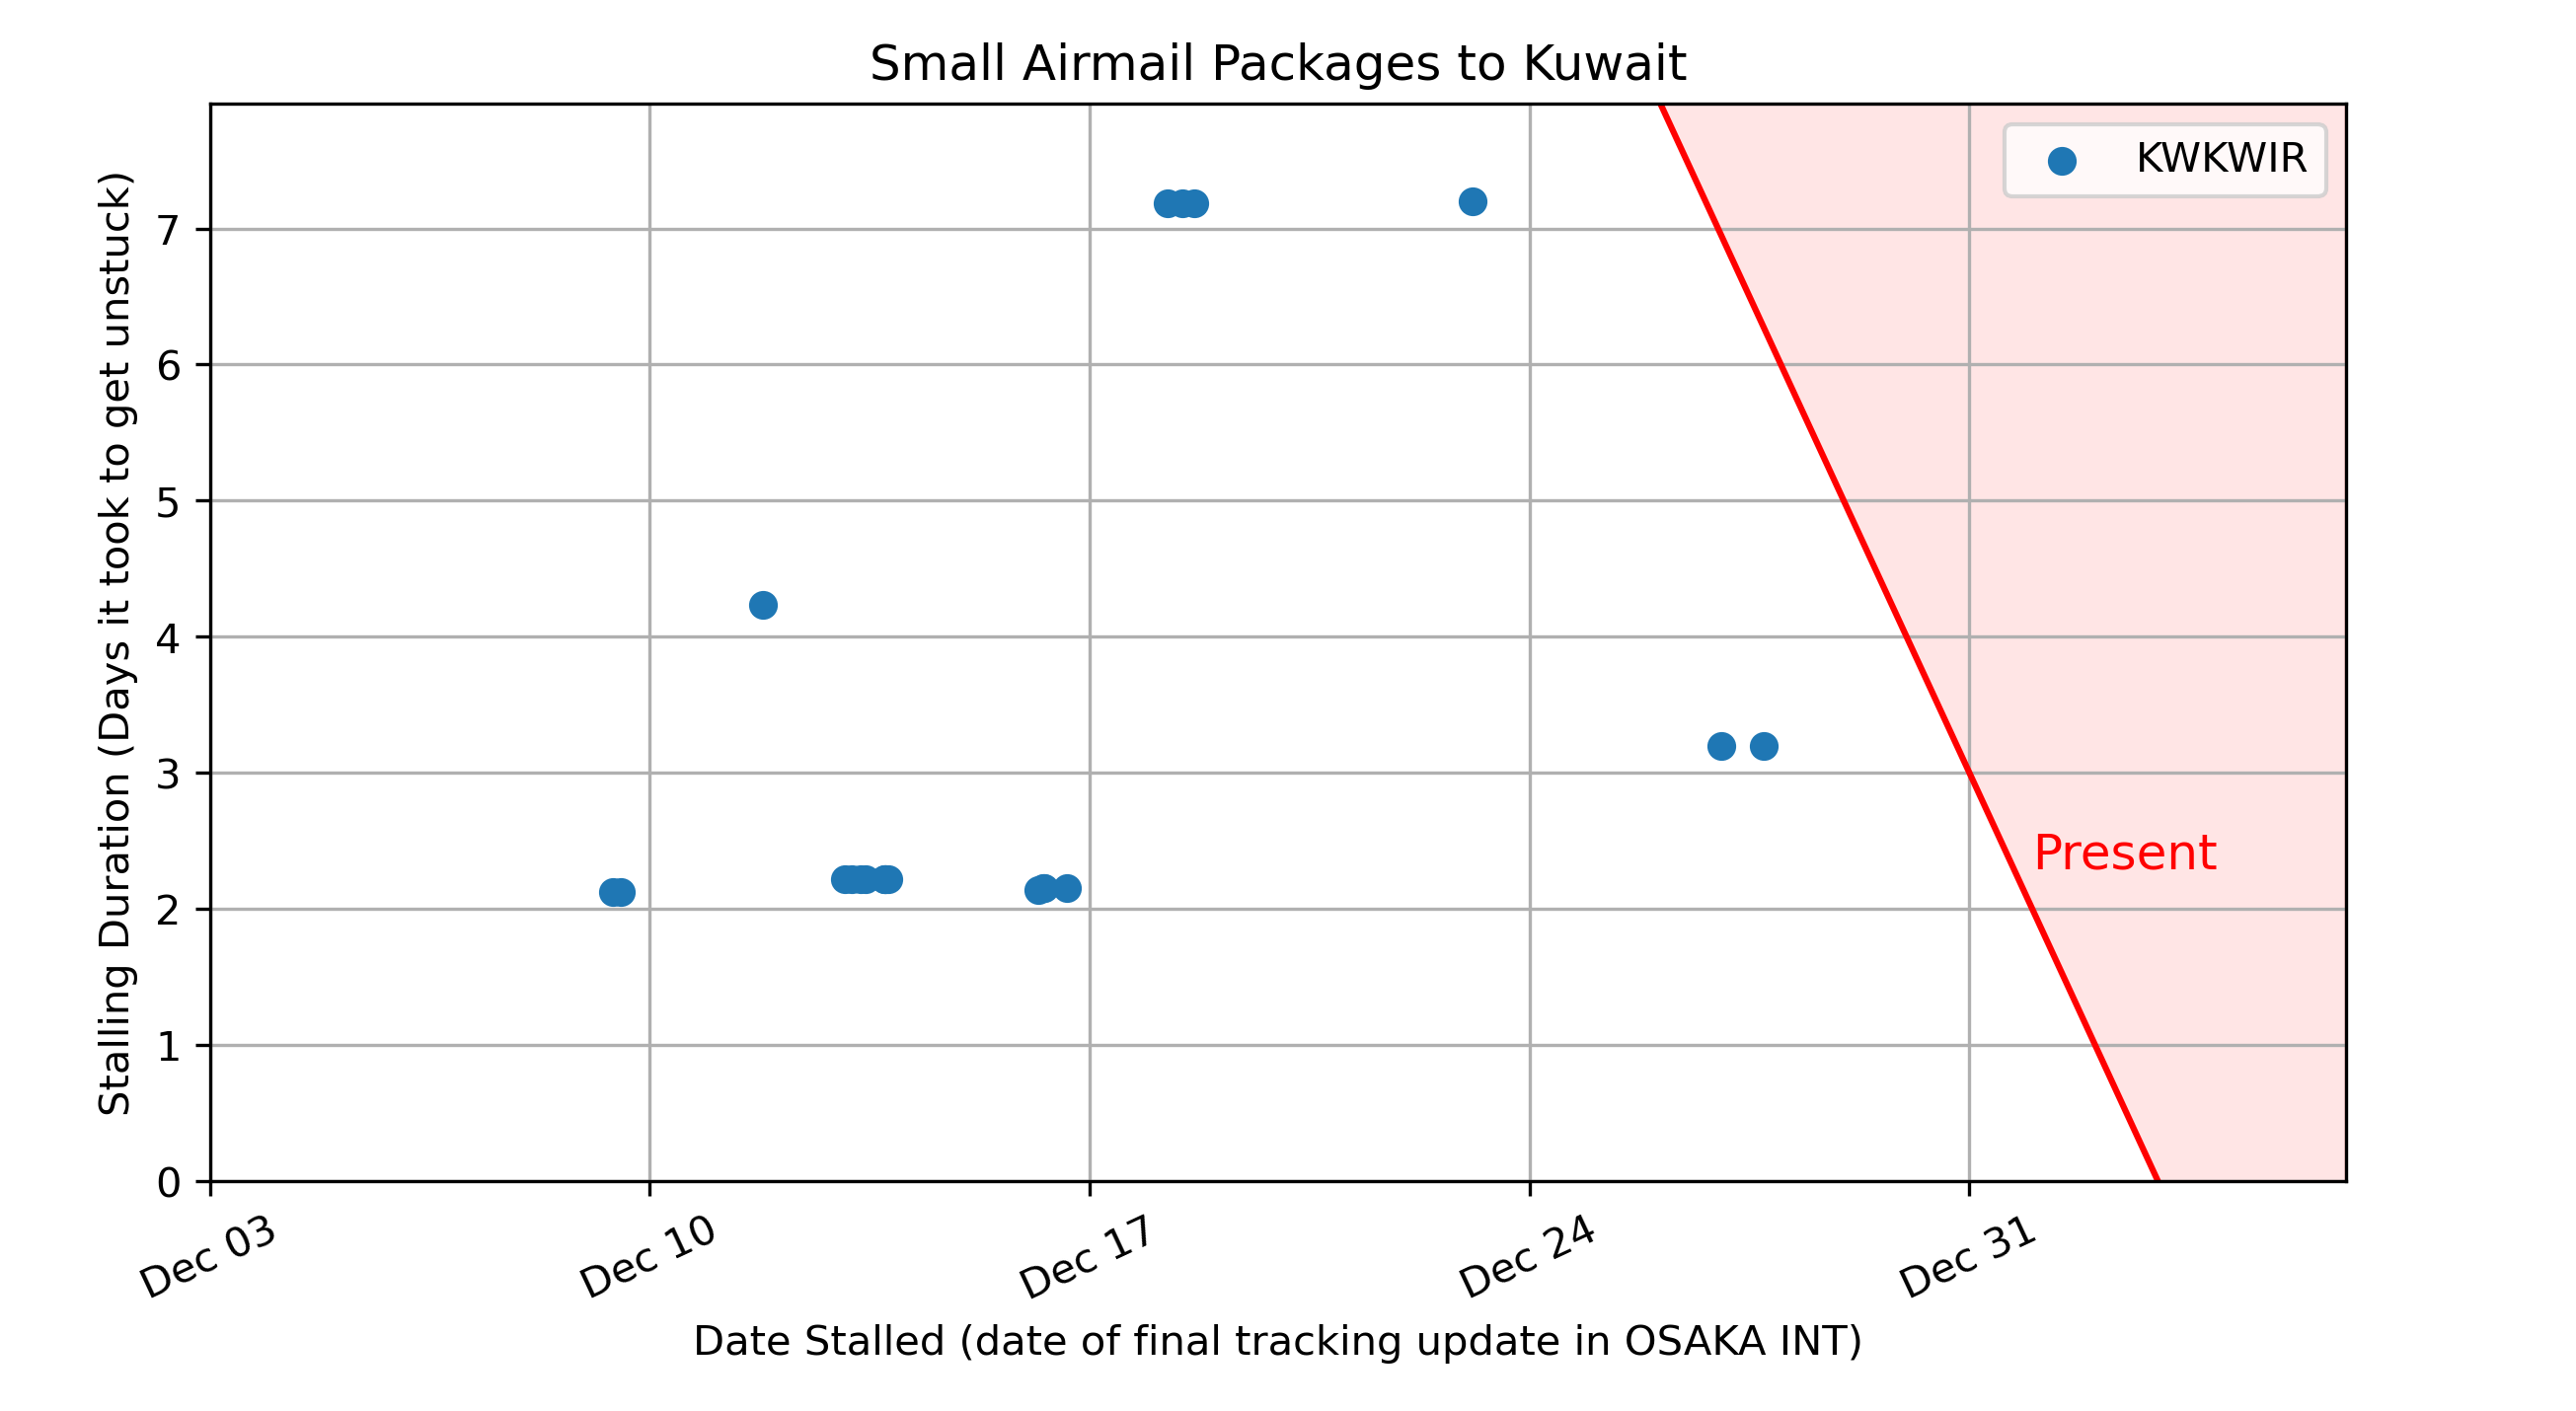 Small Airmail Packages to Kuwait
KWKWIR
Stalling Duration (Days it took to get unstuck)
7
6
5
4
3
2
1
0
Present
Dec 03
Dec 10
Dec 17
Dec 24
Dec 31
Date Stalled (date of final tracking update in OSAKA INT)